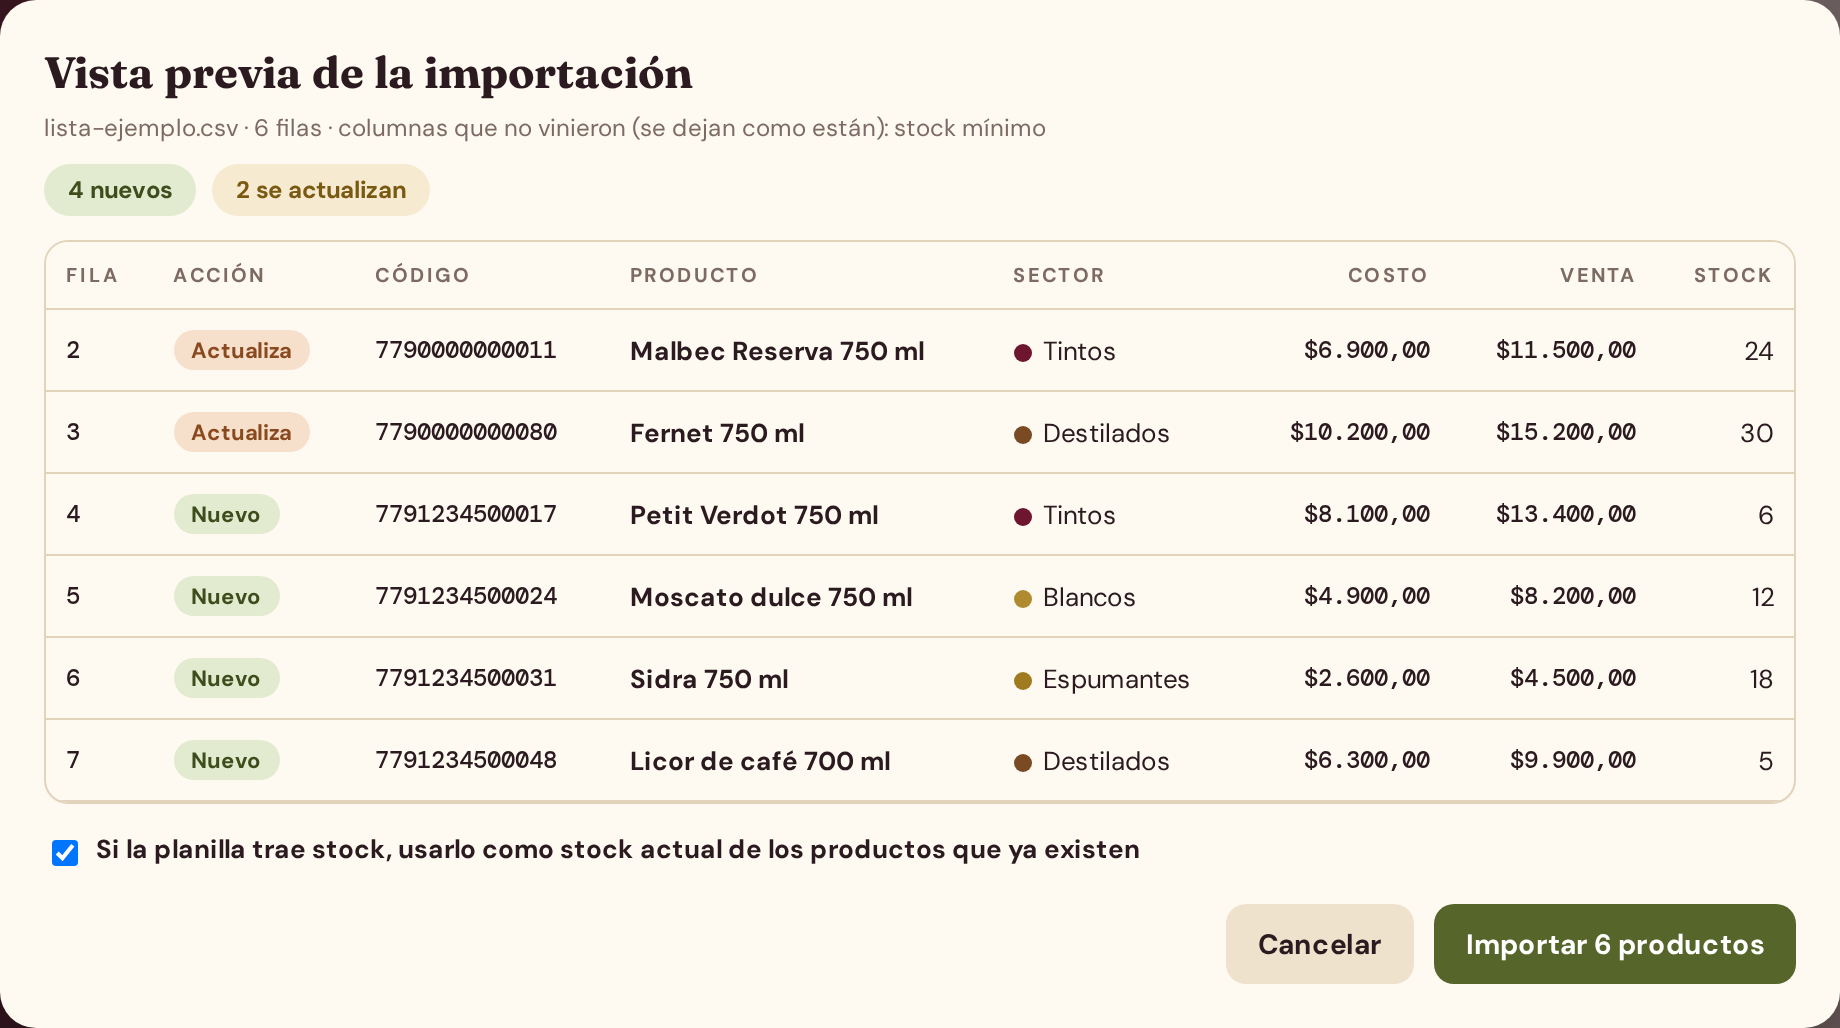 Vista previa de la importación
lista-ejemplo.csv · 6 filas · columnas que no vinieron (se dejan como están): stock mínimo
4 nuevos 2 se actualizan
FILA ACCIÓN CÓDIGO PRODUCTO SECTOR COSTO VENTA STOCK
2 Actualiza 7790000000011 Malbec Reserva 750 ml Tintos $6.900,00 $11.500,00 24
3 Actualiza 7790000000080 Fernet 750 ml Destilados $10.200,00 $15.200,00 30
4 Nuevo 7791234500017 Petit Verdot 750 ml Tintos $8.100,00 $13.400,00 6
5 Nuevo 7791234500024 Moscato dulce 750 ml Blancos $4.900,00 $8.200,00 12
6 Nuevo 7791234500031 Sidra 750 ml Espumantes $2.600,00 $4.500,00 18
7 Nuevo 7791234500048 Licor de café 700 ml Destilados $6.300,00 $9.900,00 5
Si la planilla trae stock, usarlo como stock actual de los productos que ya existen
Cancelar Importar 6 productos